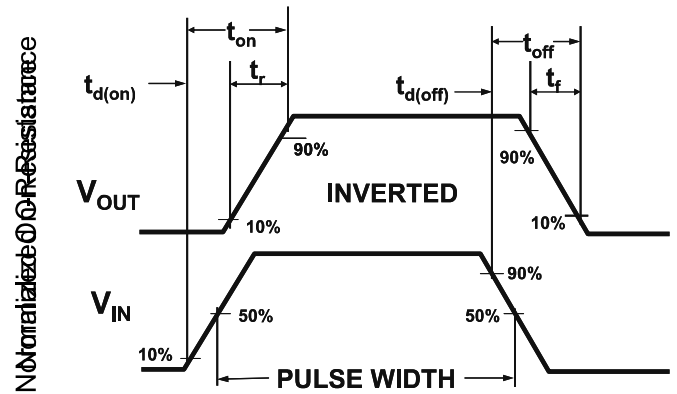 t_on
t_off
t_d(on)
t_r
t_d(off)
t_f
90%
90%
V_OUT
INVERTED
10%
10%
V_IN
90%
50%
50%
10%
PULSE WIDTH